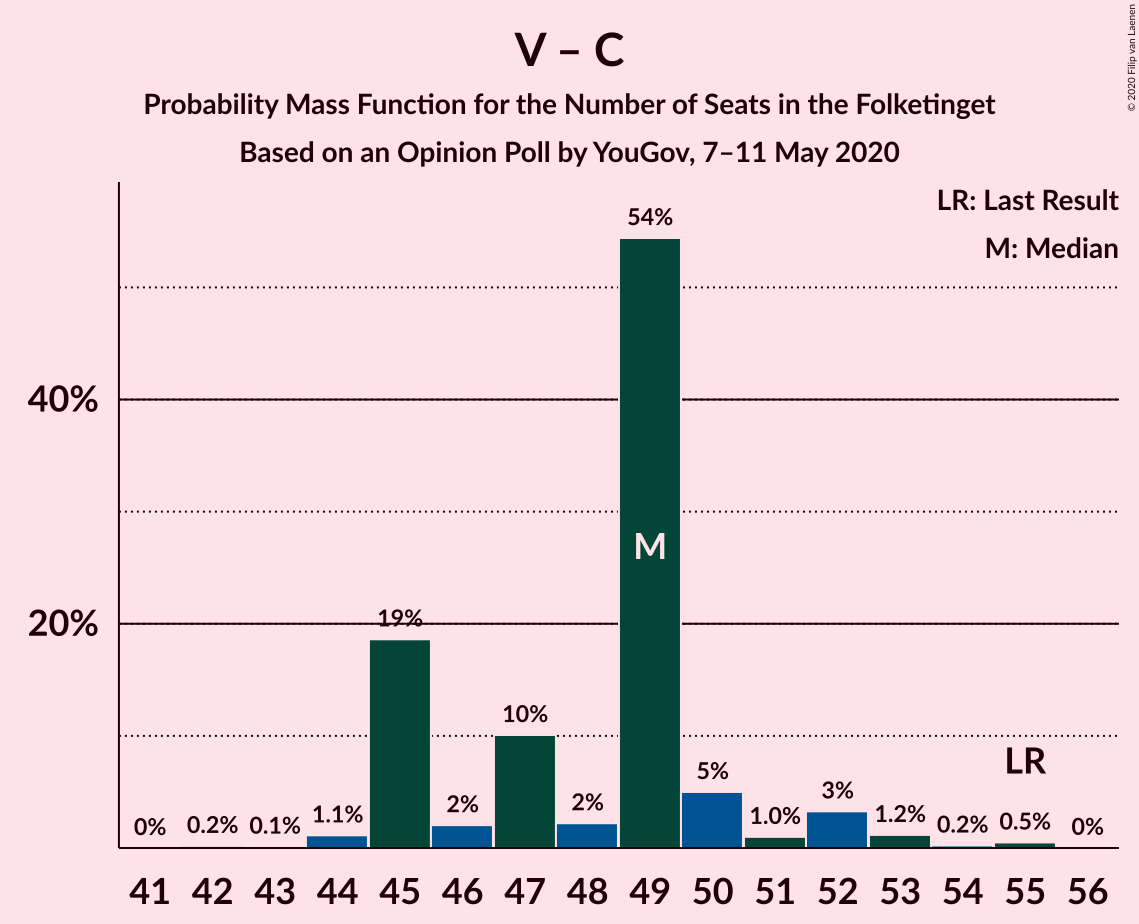 V – C
Probability Mass Function for the Number of Seats in the Folketinget
Based on an Opinion Poll by YouGov, 7–11 May 2020
© 2020 Filip van Laenen
LR: Last Result
M: Median
40%
20%
0%
0.2%
0.1%
1.1%
19%
2%
10%
2%
54%
5%
1.0%
3%
1.2%
0.2%
0.5%
0%
M
LR
41 42 43 44 45 46 47 48 49 50 51 52 53 54 55 56